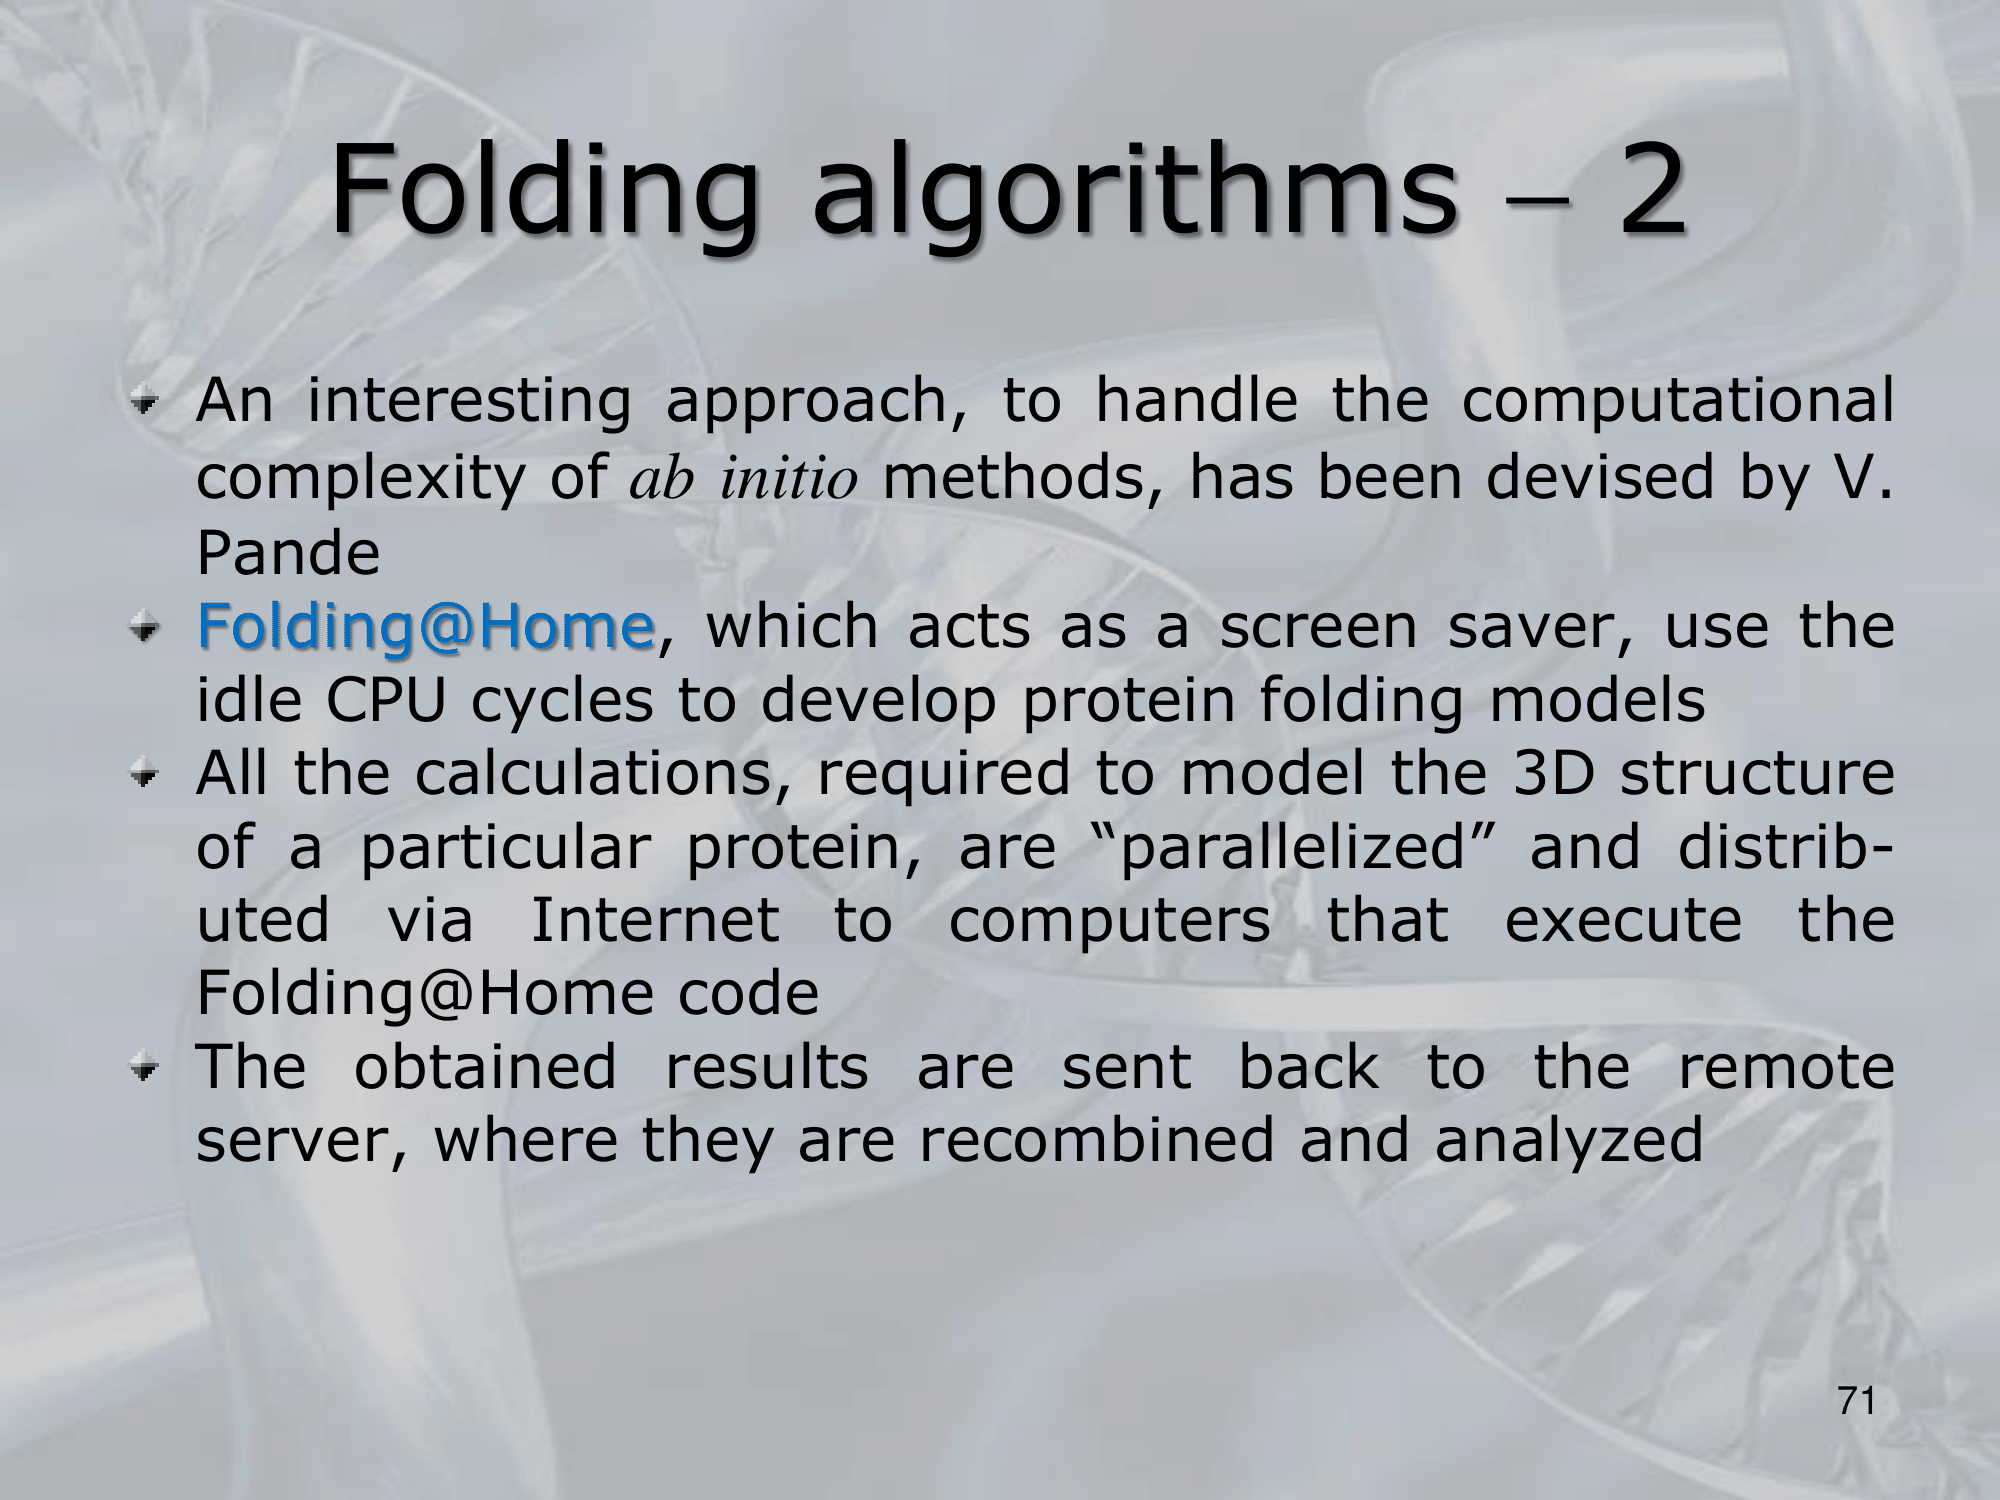 Folding algorithms – 2
An interesting approach, to handle the computational
complexity of ab initio methods, has been devised by V.
Pande
Folding@Home, which acts as a screen saver, use the
idle CPU cycles to develop protein folding models
All the calculations, required to model the 3D structure
of a particular protein, are “parallelized” and distrib-
uted via Internet to computers that execute the
Folding@Home code
The obtained results are sent back to the remote
server, where they are recombined and analyzed
71